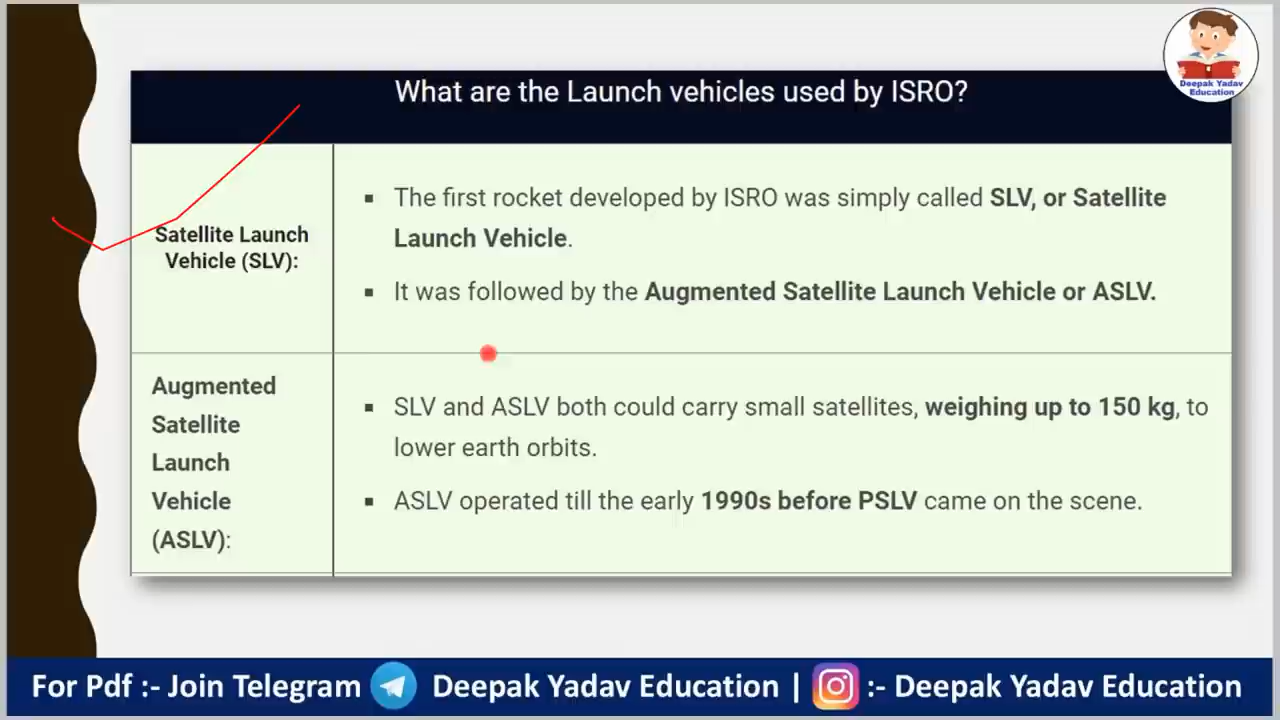 What are the Launch vehicles used by ISRO?
Deepak Yadav
Education
Satellite Launch
Vehicle (SLV):
▪ The first rocket developed by ISRO was simply called SLV, or Satellite
Launch Vehicle.
▪ It was followed by the Augmented Satellite Launch Vehicle or ASLV.
Augmented
Satellite
Launch
Vehicle
(ASLV):
▪ SLV and ASLV both could carry small satellites, weighing up to 150 kg, to
lower earth orbits.
▪ ASLV operated till the early 1990s before PSLV came on the scene.
For Pdf :- Join Telegram Deepak Yadav Education | :- Deepak Yadav Education